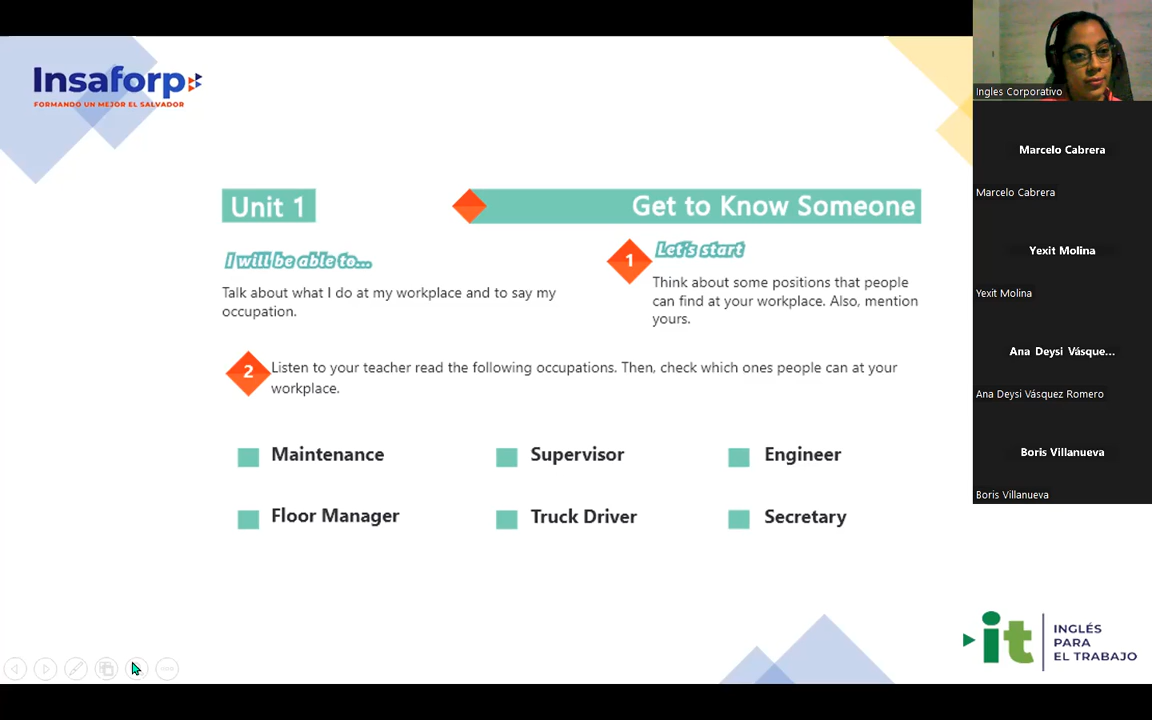 Insaforp
FORMANDO UN MEJOR EL SALVADOR
Unit 1
Get to Know Someone
I will be able to...
Talk about what I do at my workplace and to say my
occupation.
1
Let's start
Think about some positions that people
can find at your workplace. Also, mention
yours.
2
Listen to your teacher read the following occupations. Then, check which ones people can at your
workplace.
Maintenance
Supervisor
Engineer
Floor Manager
Truck Driver
Secretary
Ingles Corporativo
Marcelo Cabrera
Marcelo Cabrera
Yexit Molina
Yexit Molina
Ana Deysi Vásque...
Ana Deysi Vásquez Romero
Boris Villanueva
Boris Villanueva
it
INGLÉS
PARA
EL TRABAJO